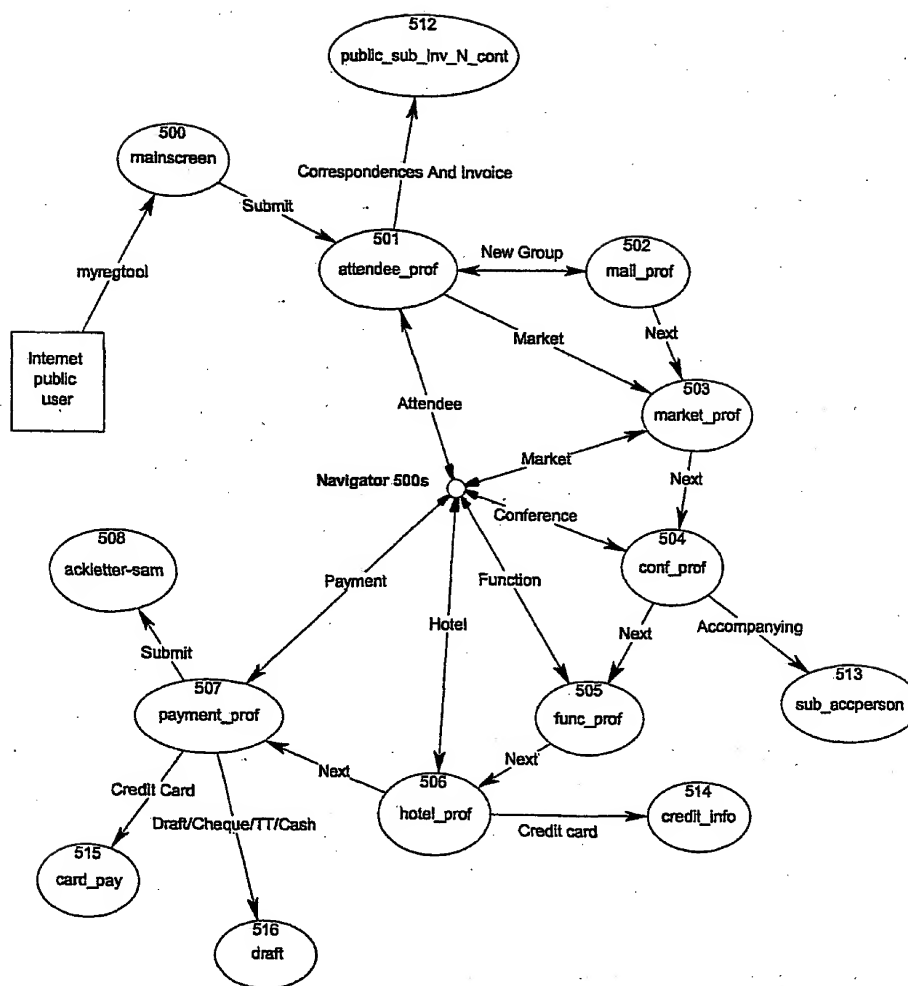 512
public_sub_inv_N_cont
500
mainscreen
Correspondences And Invoice
Submit
501
attendee_prof
New Group
502
mail_prof
myregtool
Internet
public
user
Market
Next
503
market_prof
Attendee
Market
Navigator 500s
Next
Conference
504
conf_prof
508
ackletter-sam
Payment
Function
Hotel
Next
Accompanying
Submit
507
payment_prof
505
func_prof
513
sub_accperson
Next
Next
506
hotel_prof
514
credit_info
Credit Card
Draft/Cheque/TT/Cash
Credit card
515
card_pay
516
draft